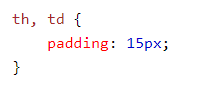 th, td {
    padding: 15px;
}